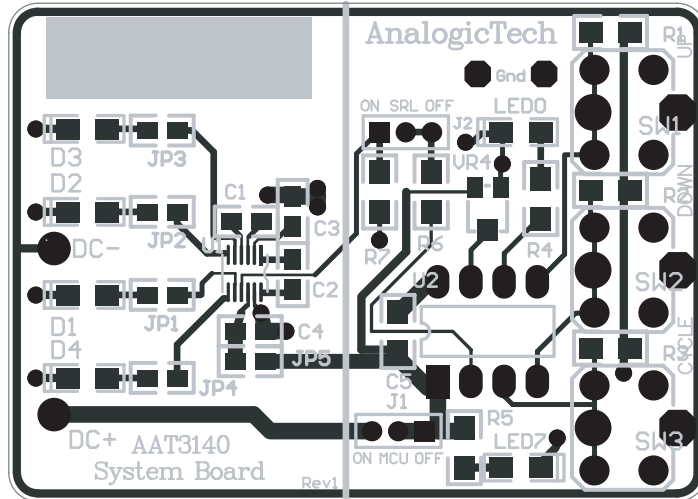 AnalogicTech
R1
UP
Gnd
ON SRL OFF
LED0
J2
SW1
D3
JP3
VR4
D2
C1
DOWN
JP2
C3
DC-
R7
R6
R4
U2
SW2
C2
D1
JP1
C4
D4
JP5
CYCLE
JP4
C5
J1
R5
DC+
AAT3140
LED7
SW3
System Board
ON MCU OFF
Rev1